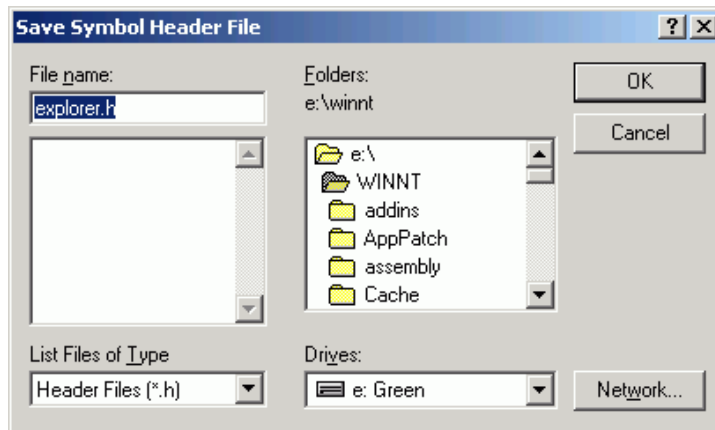 Save Symbol Header File
File name:
explorer.h
Folders:
e:\winnt
OK
Cancel
e:\
WINNT
addins
AppPatch
assembly
Cache
List Files of Type
Header Files (*.h)
Drives:
e: Green
Network...